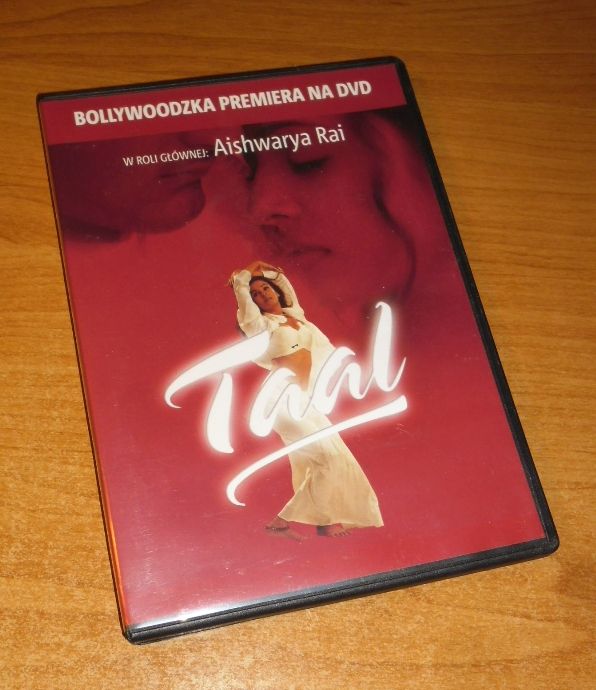 BOLLYWOODZKA PREMIERA NA DVD
W ROLI GŁÓWNEJ: Aishwarya Rai
Taal